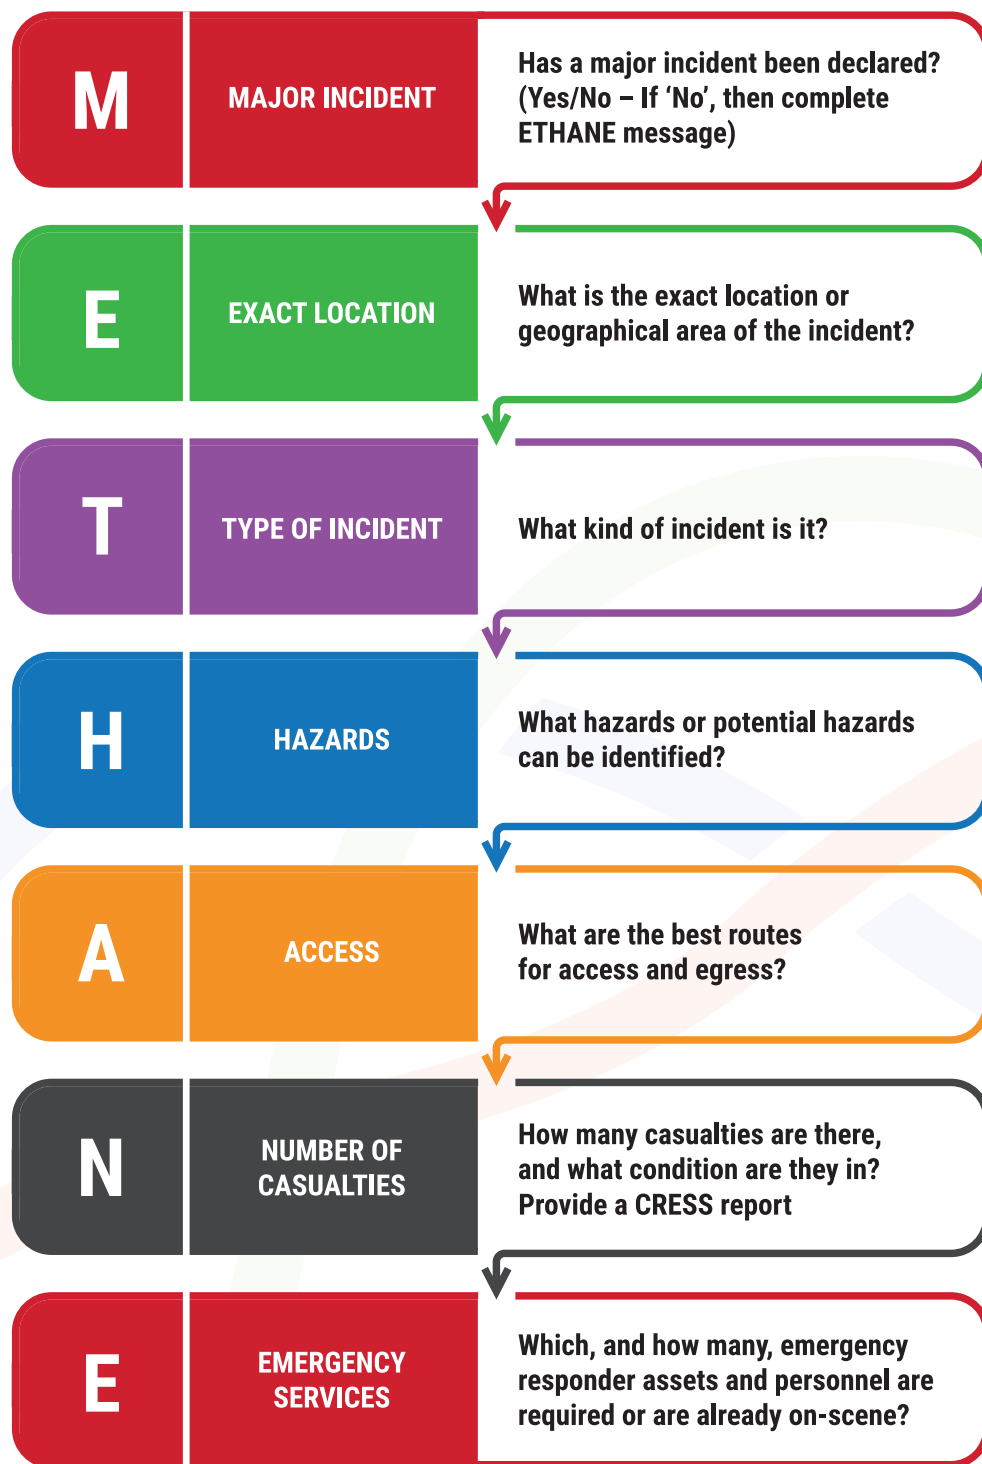 M
MAJOR INCIDENT
Has a major incident been declared?
(Yes/No – If ‘No’, then complete
ETHANE message)
E
EXACT LOCATION
What is the exact location or
geographical area of the incident?
T
TYPE OF INCIDENT
What kind of incident is it?
H
HAZARDS
What hazards or potential hazards
can be identified?
A
ACCESS
What are the best routes
for access and egress?
N
NUMBER OF
CASUALTIES
How many casualties are there,
and what condition are they in?
Provide a CRESS report
E
EMERGENCY
SERVICES
Which, and how many, emergency
responder assets and personnel are
required or are already on-scene?